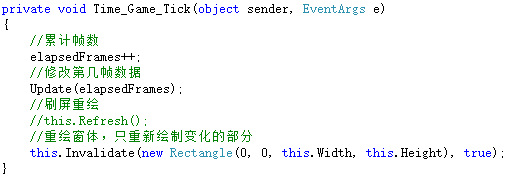 private void Time_Game_Tick(object sender, EventArgs e)
{
    //累计帧数
    elapsedFrames++;
    //修改第几帧数据
    Update(elapsedFrames);
    //刷屏重绘
    //this.Refresh();
    //重绘窗体，只重新绘制变化的部分
    this.Invalidate(new Rectangle(0, 0, this.Width, this.Height), true);
}